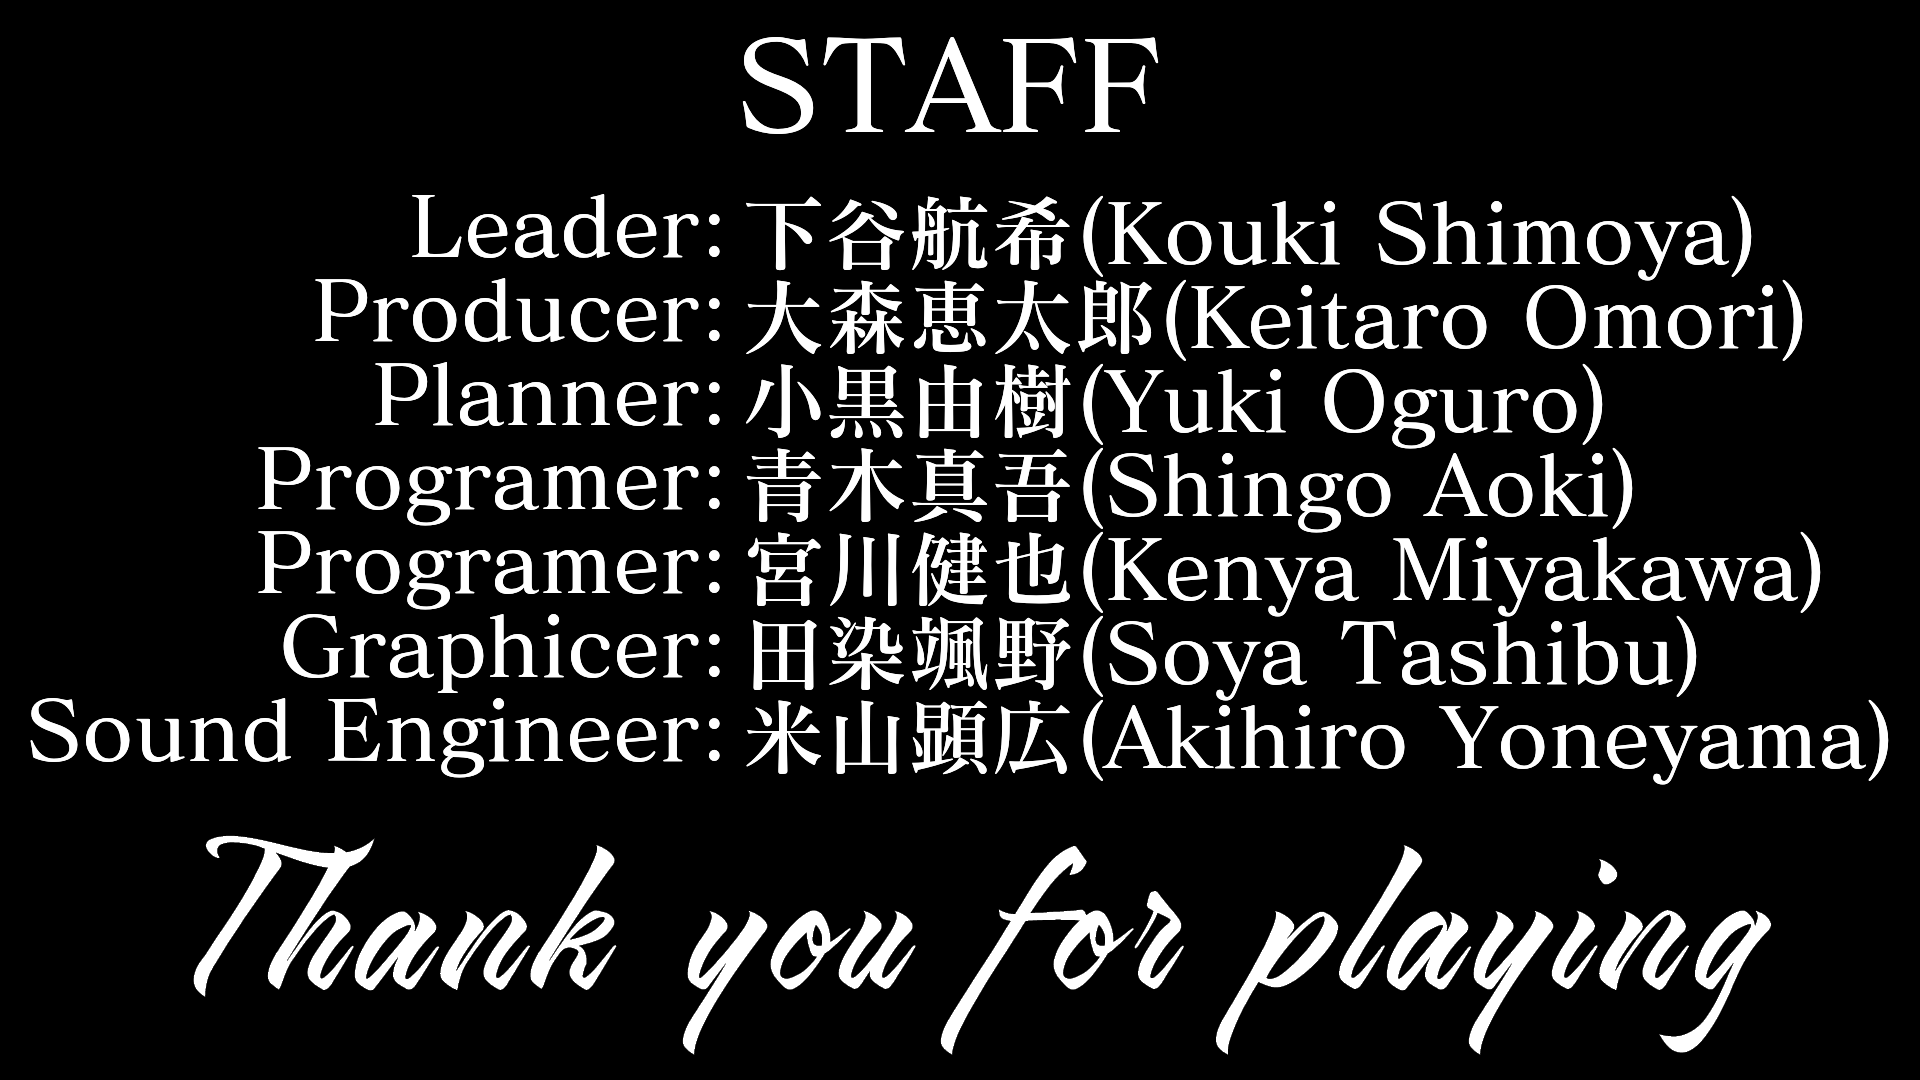 STAFF
Leader:下谷航希(Kouki Shimoya)
Producer:大森恵太郎(Keitaro Omori)
Planner:小黒由樹(Yuki Oguro)
Programer:青木真吾(Shingo Aoki)
Programer:宮川健也(Kenya Miyakawa)
Graphicer:田染颯野(Soya Tashibu)
Sound Engineer:米山顕広(Akihiro Yoneyama)
Thank you for playing